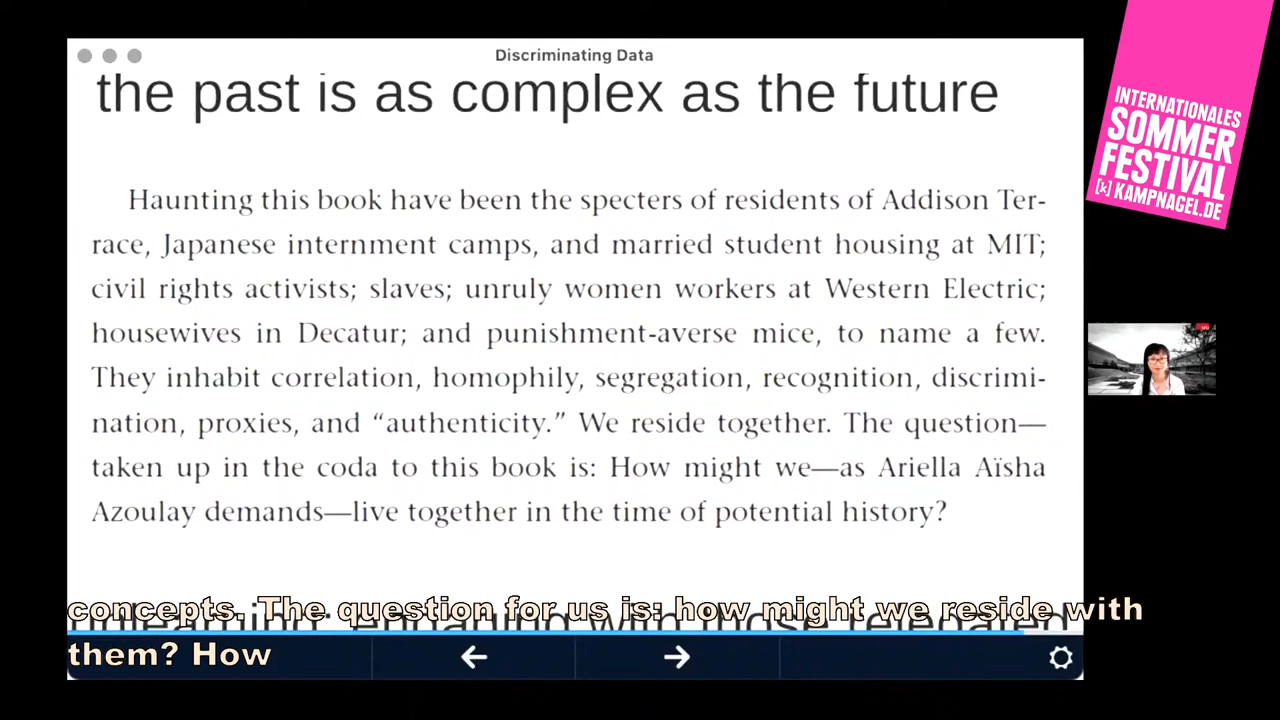 Discriminating Data
the past is as complex as the future
Haunting this book have been the specters of residents of Addison Ter-
race, Japanese internment camps, and married student housing at MIT;
civil rights activists; slaves; unruly women workers at Western Electric;
housewives in Decatur; and punishment-averse mice, to name a few.
They inhabit correlation, homophily, segregation, recognition, discrimi-
nation, proxies, and “authenticity.” We reside together. The question—
taken up in the coda to this book is: How might we—as Ariella Aïsha
Azoulay demands—live together in the time of potential history?
concepts. The question for us is: how might we reside with
them? How
INTERNATIONALES
SOMMER
FESTIVAL
[k] KAMPNAGEL.DE